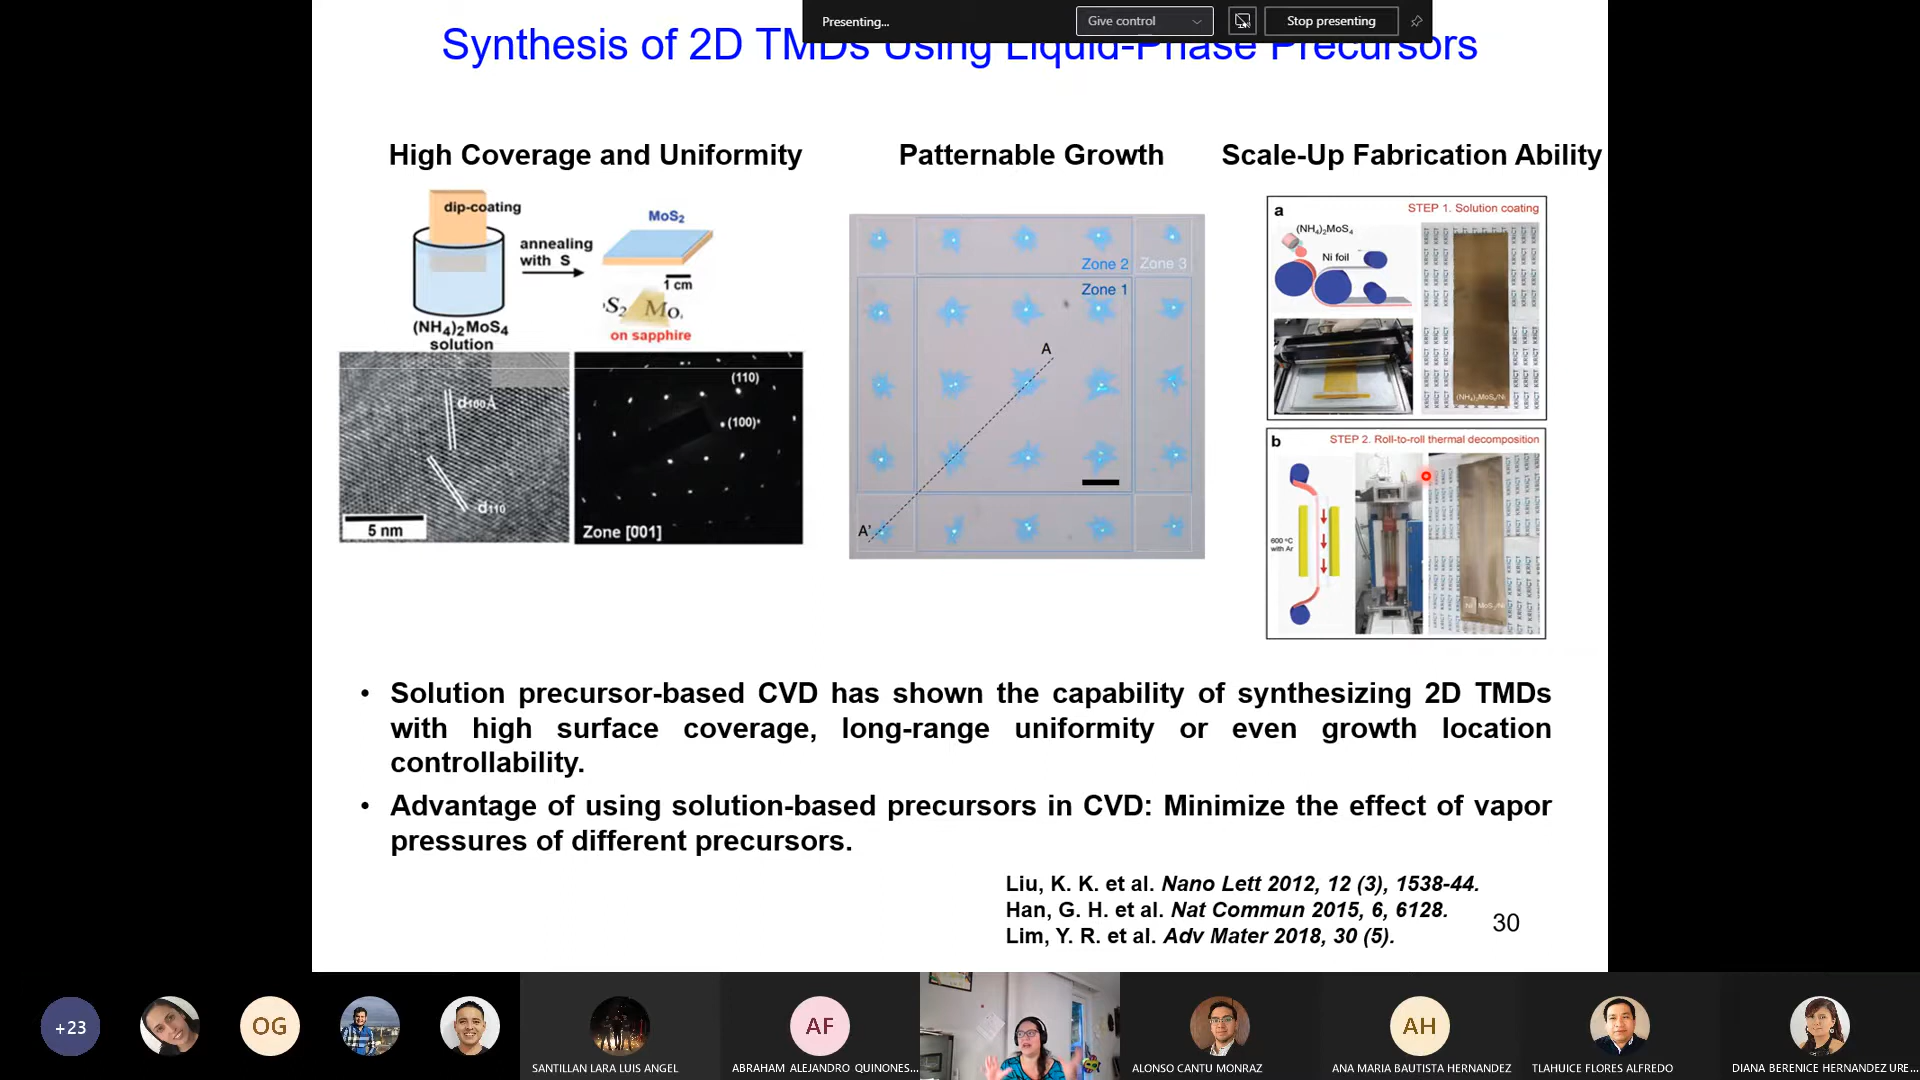 Presenting...
Give control
Stop presenting
Synthesis of 2D TMDs Using Liquid-Phase Precursors
High Coverage and Uniformity
Patternable Growth
Scale-Up Fabrication Ability
dip-coating
MoS2
annealing
with S
1 cm
S2 Mo
on sapphire
(NH4)2MoS4
solution
d100Å
d110
5 nm
(110)
(100)
Zone [001]
Zone 2
Zone 3
Zone 1
A
A'
a
STEP 1. Solution coating
(NH4)2MoS4
Ni foil
KRICT
(NH4)2MoS4/Ni
b
STEP 2. Roll-to-roll thermal decomposition
600 °C
with Ar
KRICT
Ni
MoS2/Ni
• Solution precursor-based CVD has shown the capability of synthesizing 2D TMDs
with high surface coverage, long-range uniformity or even growth location
controllability.
• Advantage of using solution-based precursors in CVD: Minimize the effect of vapor
pressures of different precursors.
Liu, K. K. et al. Nano Lett 2012, 12 (3), 1538-44.
Han, G. H. et al. Nat Commun 2015, 6, 6128.
Lim, Y. R. et al. Adv Mater 2018, 30 (5).
30
+23
OG
SANTILLAN LARA LUIS ANGEL
AF
ABRAHAM ALEJANDRO QUINONES...
ALONSO CANTU MONRAZ
AH
ANA MARIA BAUTISTA HERNANDEZ
TLAHUICE FLORES ALFREDO
DIANA BERENICE HERNANDEZ URE...